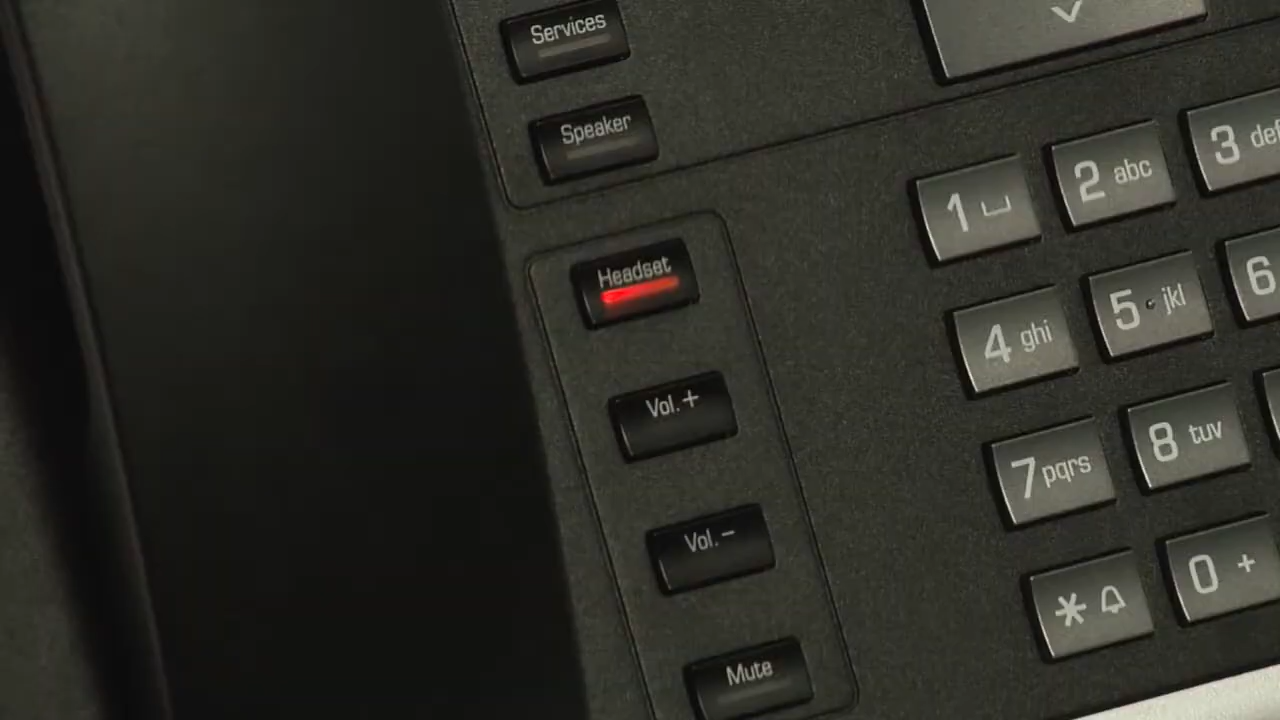 Services
Speaker
Headset
Vol.+
Vol.-
Mute
1 ⎵
2 abc
3 def
4 ghi
5 jkl
6
7 pqrs
8 tuv
*
0 +